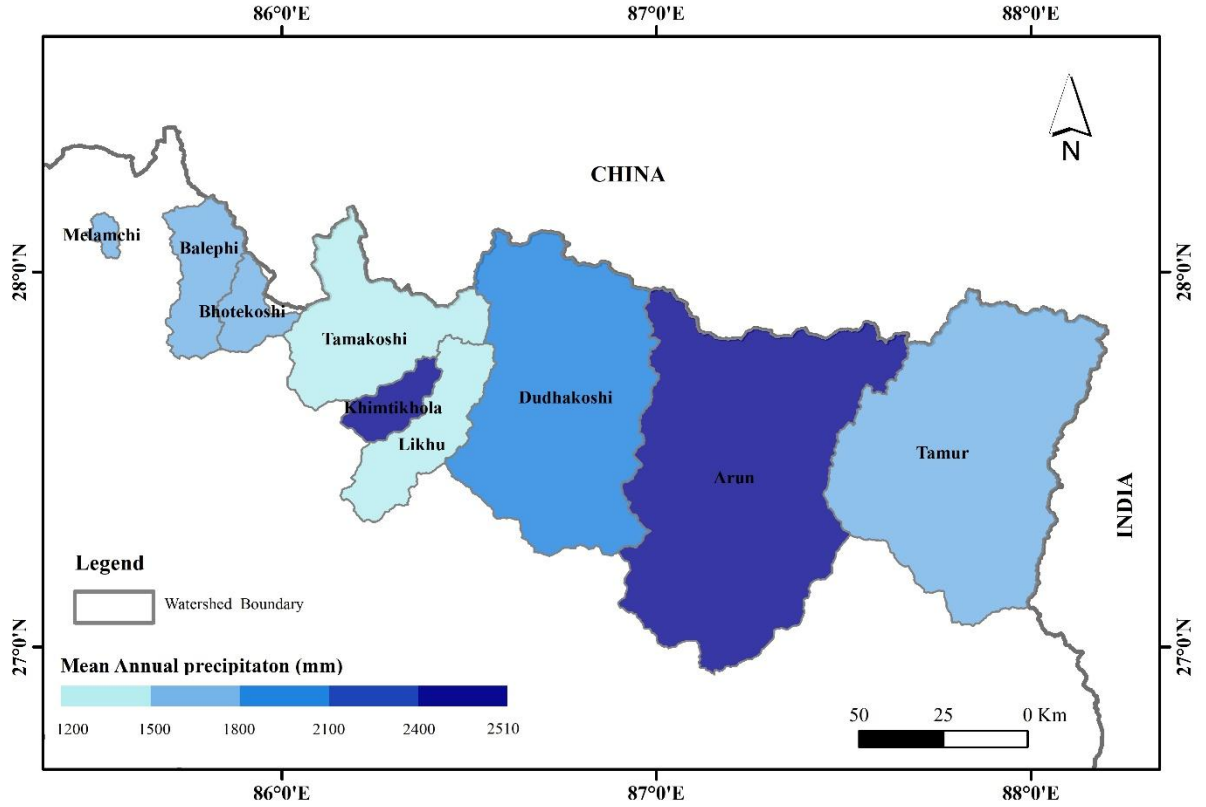 86°0'E 87°0'E 88°0'E
N
CHINA
Melamchi
Balephi
28°0'N
28°0'N
Bhotekoshi
Tamakoshi
Dudhakoshi
Khimtikhola
Likhu
Tamur
Arun
INDIA
Legend
Watershed Boundary
27°0'N
27°0'N
Mean Annual precipitaton (mm)
1200 1500 1800 2100 2400 2510
50 25 0 Km
86°0'E 87°0'E 88°0'E